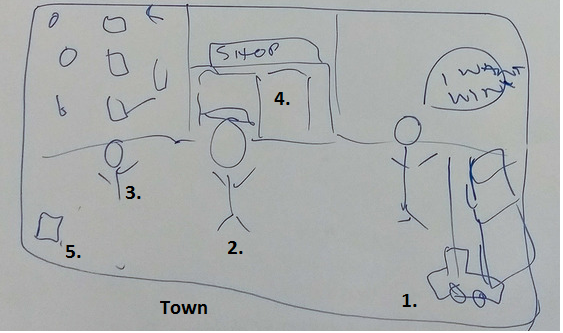 SHOP
I WANT
WINE
4.
3.
2.
5.
1.
Town